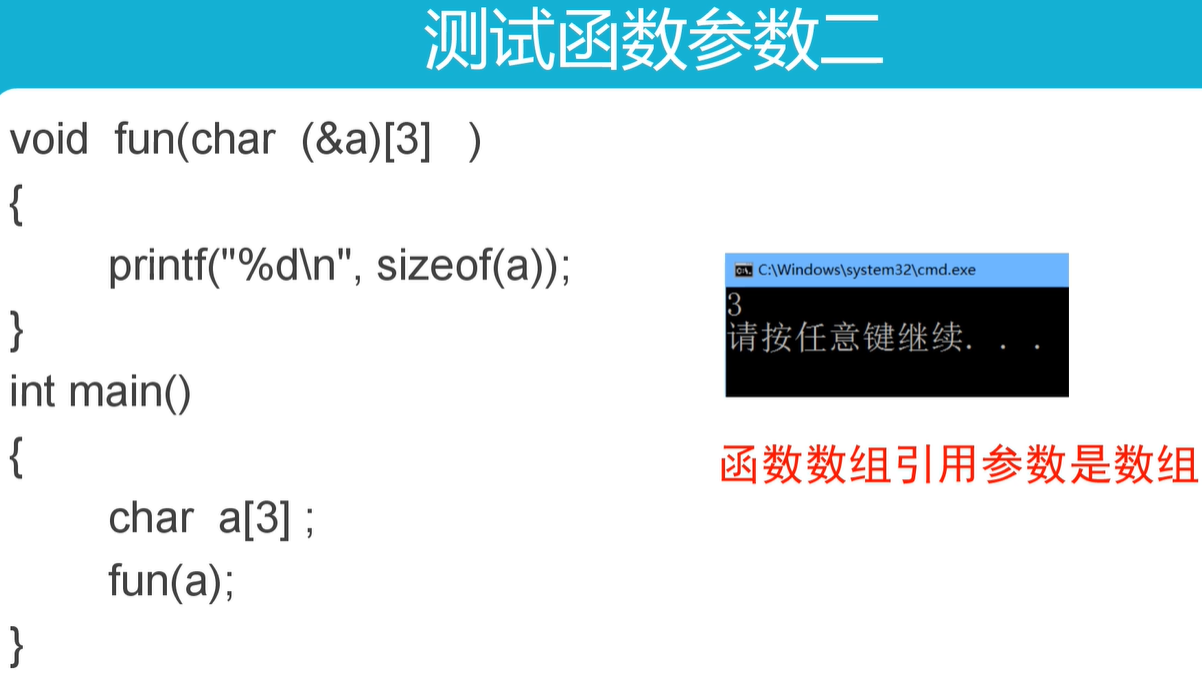 测试函数参数二
void fun(char (&a)[3] )
{
printf("%d\n", sizeof(a));
}
int main()
{
char a[3] ;
fun(a);
}
C:\Windows\system32\cmd.exe
3
请按任意键继续. . .
函数数组引用参数是数组